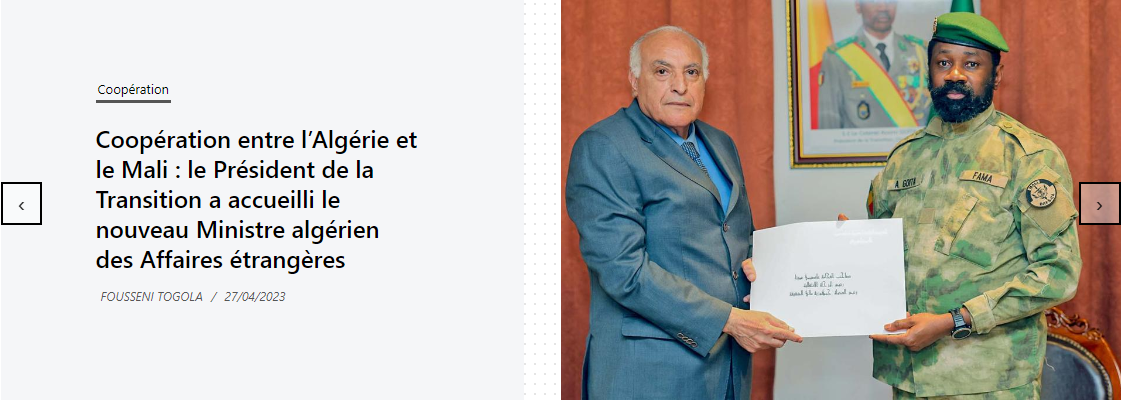 Coopération
Coopération entre l’Algérie et
le Mali : le Président de la
Transition a accueilli le
nouveau Ministre algérien
des Affaires étrangères
FOUSSENI TOGOLA / 27/04/2023
‹
›
A. GOITA
FAMA